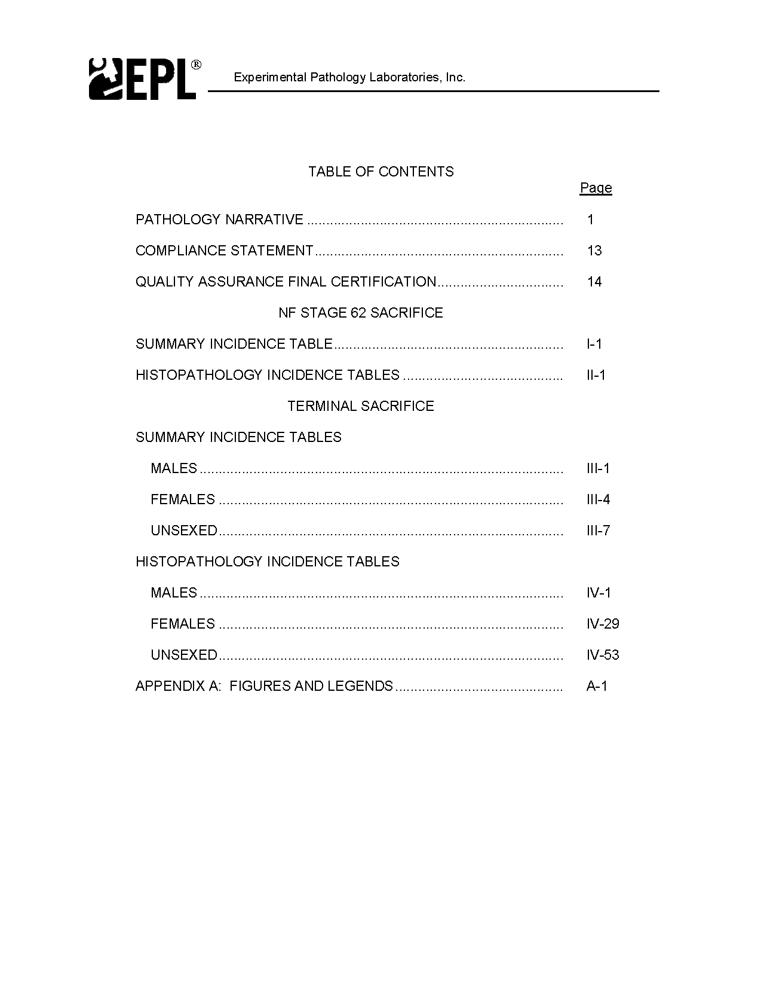 EPL®
Experimental Pathology Laboratories, Inc.
TABLE OF CONTENTS
Page
PATHOLOGY NARRATIVE ................................................................... 1
COMPLIANCE STATEMENT ................................................................. 13
QUALITY ASSURANCE FINAL CERTIFICATION ................................. 14
NF STAGE 62 SACRIFICE
SUMMARY INCIDENCE TABLE ............................................................ I-1
HISTOPATHOLOGY INCIDENCE TABLES .......................................... II-1
TERMINAL SACRIFICE
SUMMARY INCIDENCE TABLES
MALES ............................................................................................... III-1
FEMALES .......................................................................................... III-4
UNSEXED .......................................................................................... III-7
HISTOPATHOLOGY INCIDENCE TABLES
MALES ............................................................................................... IV-1
FEMALES .......................................................................................... IV-29
UNSEXED .......................................................................................... IV-53
APPENDIX A: FIGURES AND LEGENDS ............................................ A-1